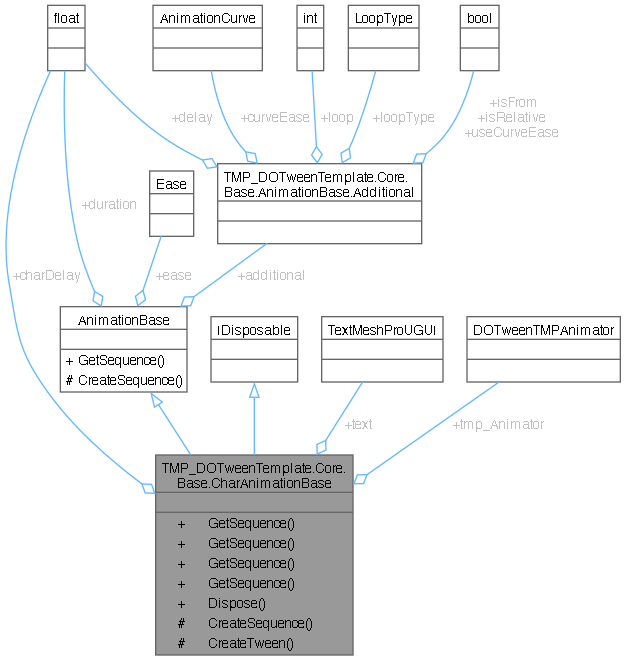 float
AnimationCurve
int
LoopType
bool
+isFrom
+isRelative
+useCurveEase
+delay
+curveEase
+loop
+loopType
TMP_DOTweenTemplate.Core.
Base.AnimationBase.Additional
Ease
+duration
+charDelay
+ease
+additional
AnimationBase
+ GetSequence()
# CreateSequence()
IDisposable
TextMeshProUGUI
DOTweenTMPAnimator
+text
+tmp_Animator
TMP_DOTweenTemplate.Core.
Base.CharAnimationBase
+ GetSequence()
+ GetSequence()
+ GetSequence()
+ GetSequence()
+ Dispose()
# CreateSequence()
# CreateTween()